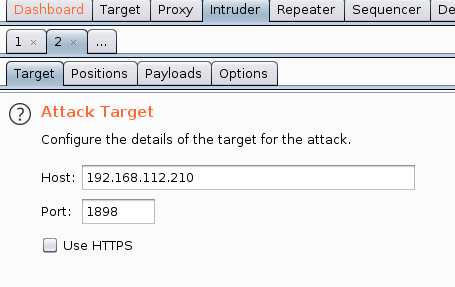 Dashboard Target Proxy Intruder Repeater Sequencer De
1 × 2 × ...
Target Positions Payloads Options
? Attack Target
Configure the details of the target for the attack.
Host: 192.168.112.210
Port: 1898
Use HTTPS